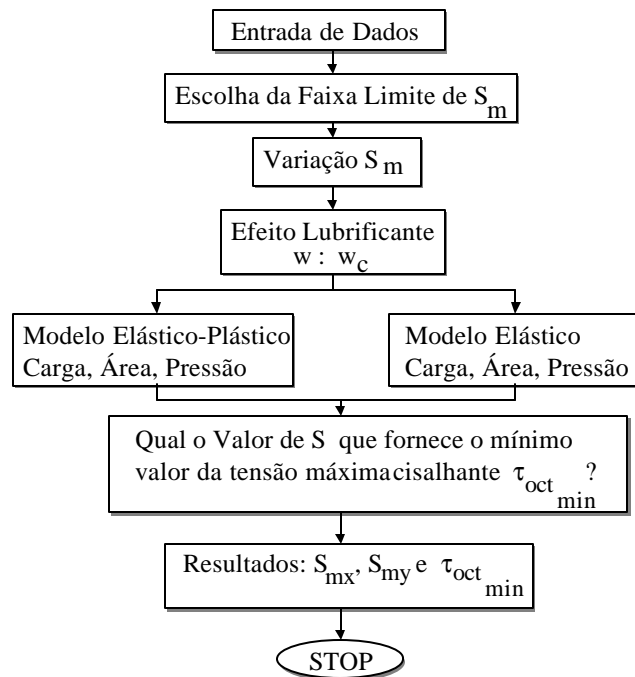 Entrada de Dados
Escolha da Faixa Limite de S_m
Variação S_m
Efeito Lubrificante
w : w_c
Modelo Elástico-Plástico
Carga, Área, Pressão
Modelo Elástico
Carga, Área, Pressão
Qual o Valor de S que fornece o mínimo
valor da tensão máximacisalhante τ_oct_min ?
Resultados: S_mx, S_my e τ_oct_min
STOP